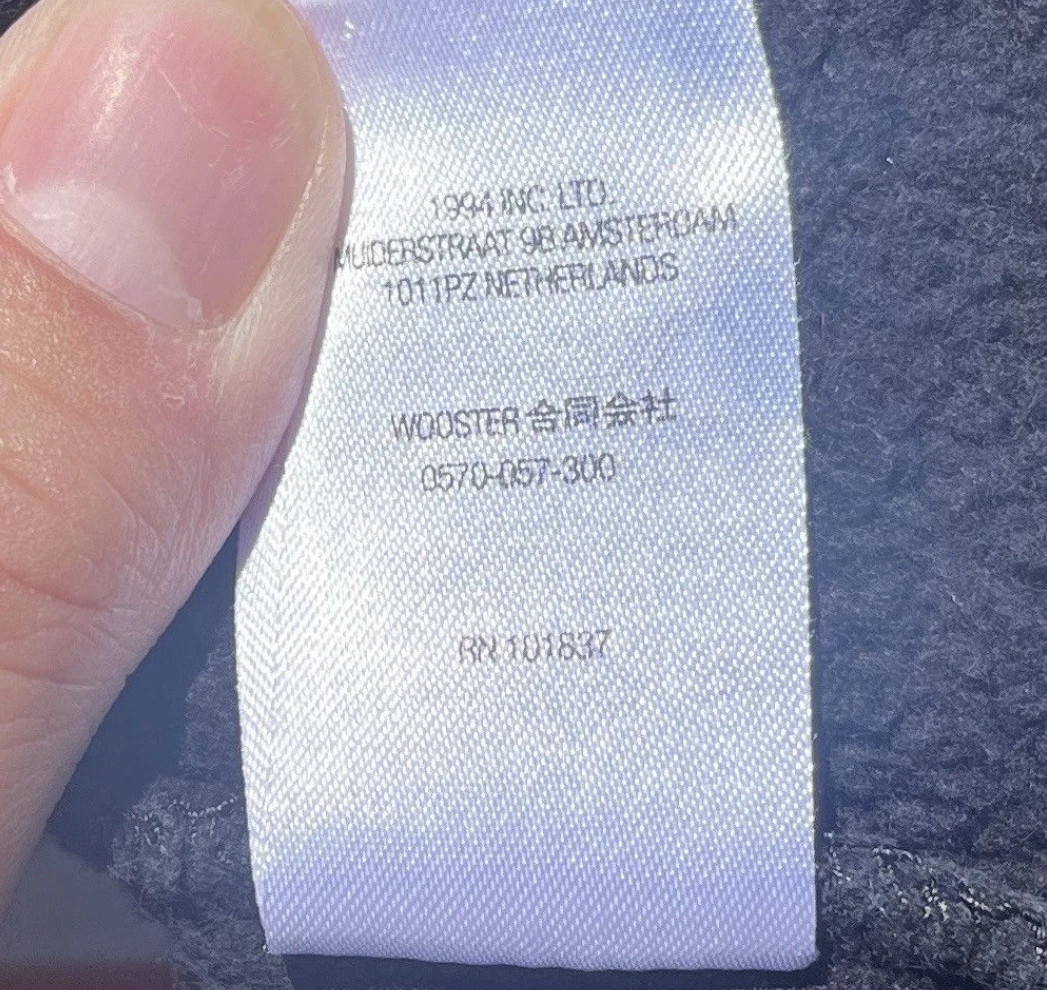 1994 INC. LTD.
MUIDERSTRAAT 9B AMSTERDAM
1011PZ NETHERLANDS
WOOSTER 合同会社
0570-057-300
RN 101837